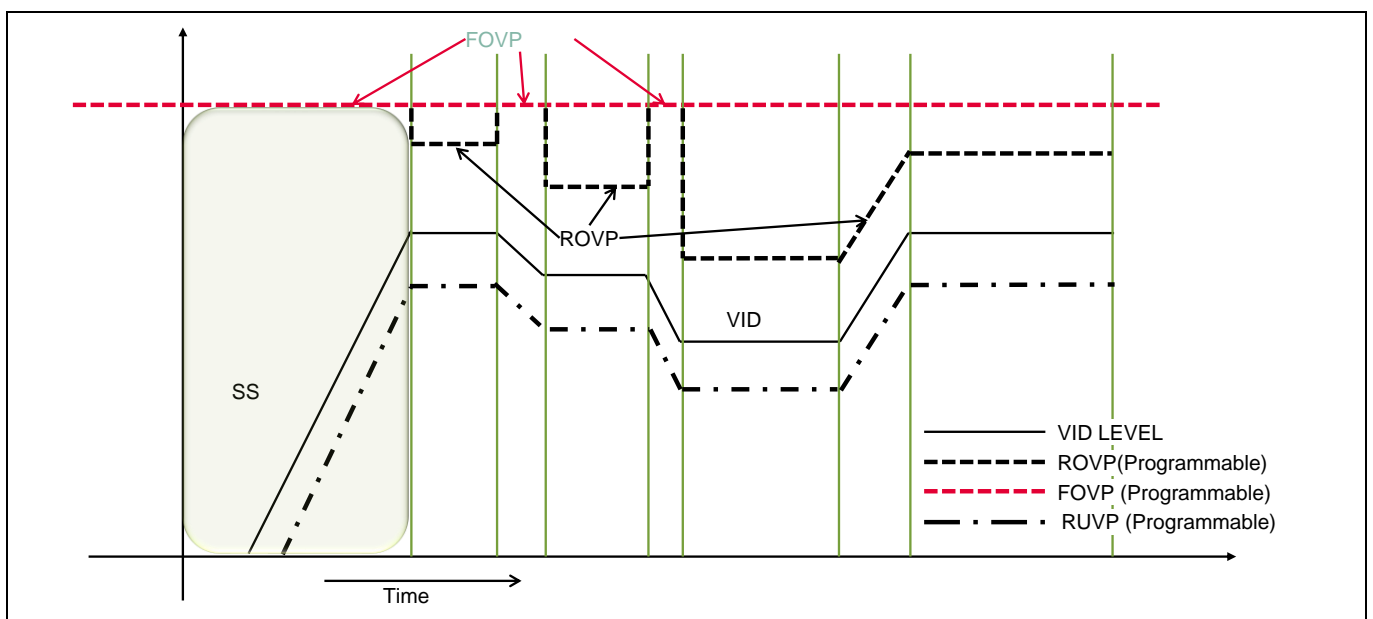 FOVP
ROVP
VID
SS
VID LEVEL
ROVP(Programmable)
FOVP (Programmable)
RUVP (Programmable)
Time